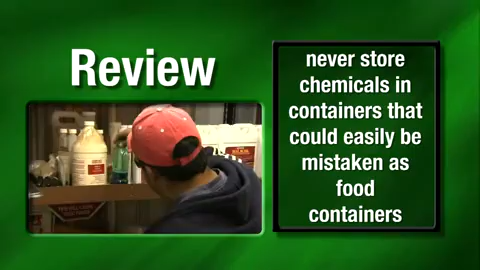 Review
never store
chemicals in
containers that
could easily be
mistaken as
food
containers